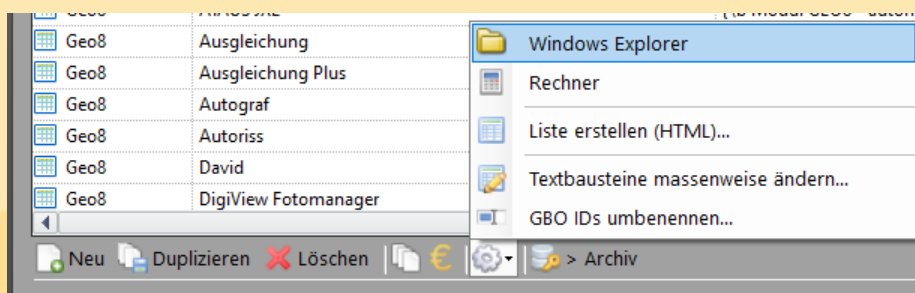 Geo8 Ausgleichung
Geo8 Ausgleichung Plus
Geo8 Autograf
Geo8 Autoriss
Geo8 David
Geo8 DigiView Fotomanager
Windows Explorer
Rechner
Liste erstellen (HTML)...
Textbausteine massenweise ändern...
GBO IDs umbenennen...
Neu Duplizieren Löschen € > Archiv